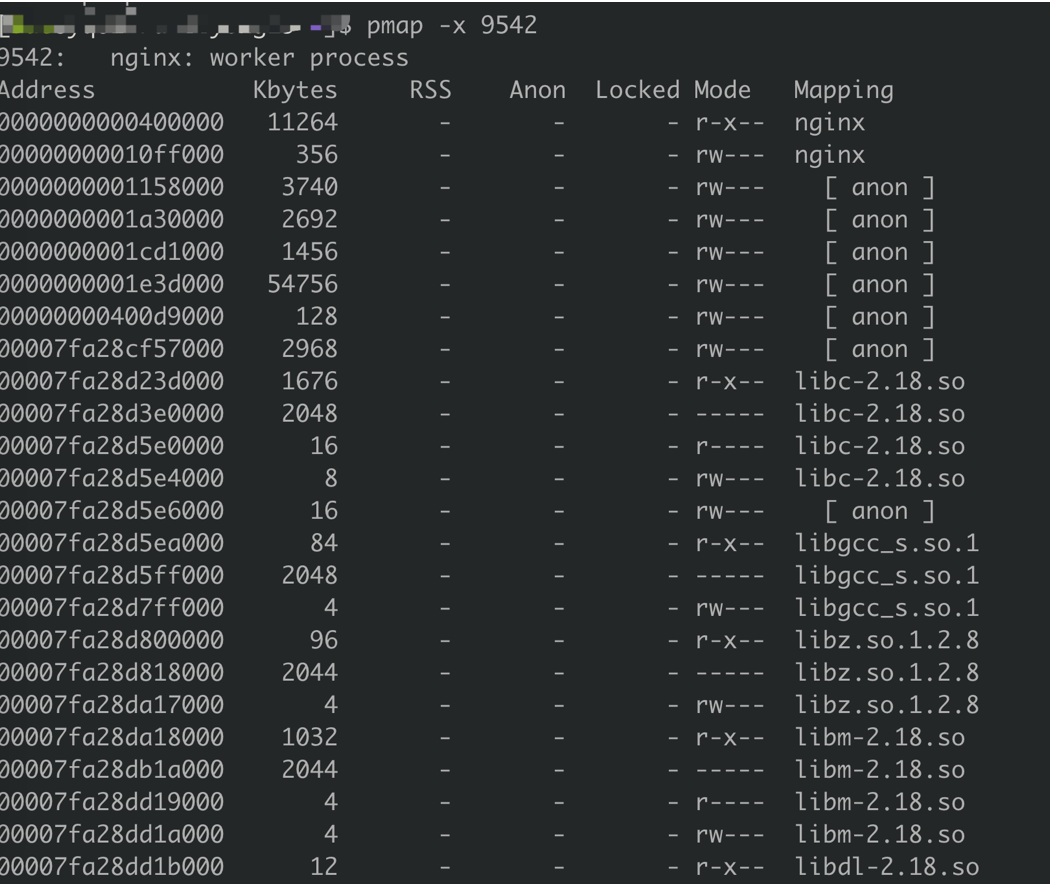 $ pmap -x 9542
9542:   nginx: worker process
Address           Kbytes     RSS    Anon  Locked Mode   Mapping
0000000000400000   11264       -       -       - r-x--  nginx
00000000010ff000     356       -       -       - rw---  nginx
0000000001158000    3740       -       -       - rw---    [ anon ]
0000000001a30000    2692       -       -       - rw---    [ anon ]
0000000001cd1000    1456       -       -       - rw---    [ anon ]
0000000001e3d000   54756       -       -       - rw---    [ anon ]
00000000400d9000     128       -       -       - rw---    [ anon ]
00007fa28cf57000    2968       -       -       - rw---    [ anon ]
00007fa28d23d000    1676       -       -       - r-x--  libc-2.18.so
00007fa28d3e0000    2048       -       -       - -----  libc-2.18.so
00007fa28d5e0000      16       -       -       - r----  libc-2.18.so
00007fa28d5e4000       8       -       -       - rw---  libc-2.18.so
00007fa28d5e6000      16       -       -       - rw---    [ anon ]
00007fa28d5ea000      84       -       -       - r-x--  libgcc_s.so.1
00007fa28d5ff000    2048       -       -       - -----  libgcc_s.so.1
00007fa28d7ff000       4       -       -       - rw---  libgcc_s.so.1
00007fa28d800000      96       -       -       - r-x--  libz.so.1.2.8
00007fa28d818000    2044       -       -       - -----  libz.so.1.2.8
00007fa28da17000       4       -       -       - rw---  libz.so.1.2.8
00007fa28da18000    1032       -       -       - r-x--  libm-2.18.so
00007fa28db1a000    2044       -       -       - -----  libm-2.18.so
00007fa28dd19000       4       -       -       - r----  libm-2.18.so
00007fa28dd1a000       4       -       -       - rw---  libm-2.18.so
00007fa28dd1b000      12       -       -       - r-x--  libdl-2.18.so